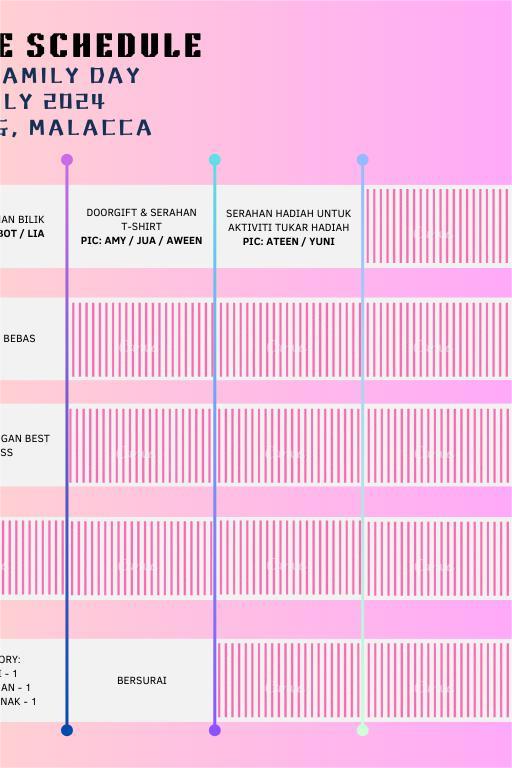 E SCHEDULE
AMILY DAY
LY 2024
G, MALACCA
AN BILIK
BOT / LIA
DOORGIFT & SERAHAN
T-SHIRT
PIC: AMY / JUA / AWEEN
SERAHAN HADIAH UNTUK
AKTIVITI TUKAR HADIAH
PIC: ATEEN / YUNI
BEBAS
GAN BEST
SS
ORY:
I - 1
AN - 1
NAK - 1
BERSURAI